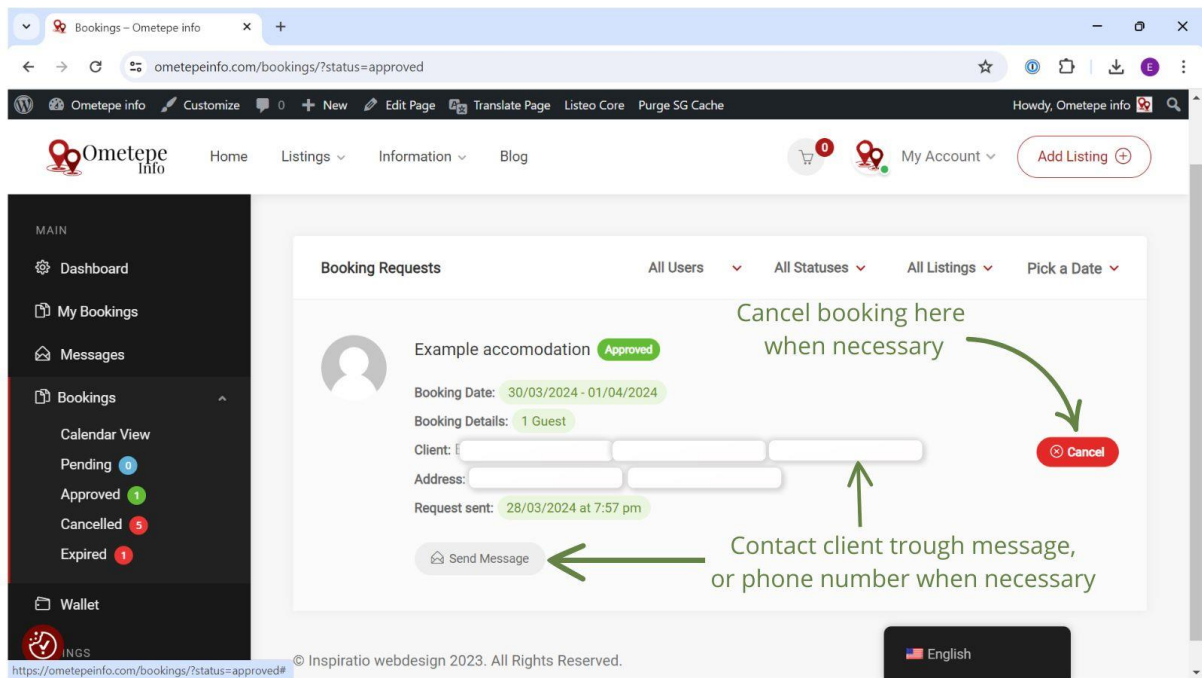 Bookings – Ometepe info
ometepeinfo.com/bookings/?status=approved
E
Ometepe info Customize 0 New Edit Page Translate Page Listeo Core Purge SG Cache Howdy, Ometepe info
Ometepe
Info
Home Listings Information Blog 0 My Account Add Listing
MAIN
Dashboard
My Bookings
Messages
Bookings
Calendar View
Pending 0
Approved 1
Cancelled 5
Expired 1
Wallet
INGS
https://ometepeinfo.com/bookings/?status=approved#
Booking Requests All Users All Statuses All Listings Pick a Date
Cancel booking here
when necessary
Example accomodation Approved
Booking Date: 30/03/2024 - 01/04/2024
Booking Details: 1 Guest
Client:
Cancel
Address:
Request sent: 28/03/2024 at 7:57 pm
Send Message
Contact client trough message,
or phone number when necessary
© Inspiratio webdesign 2023. All Rights Reserved.
English